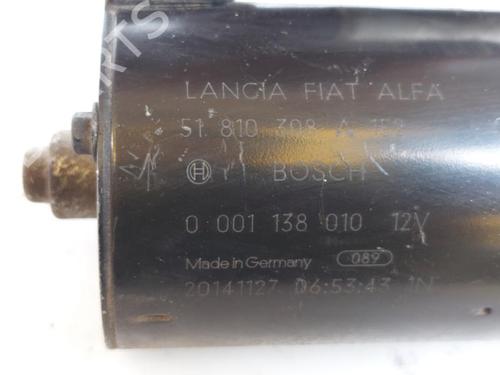 LANCIA FIAT ALFA
51 810 308 A
BOSCH
0 001 138 010 12V
Made in Germany 089
20141127 06:53:43